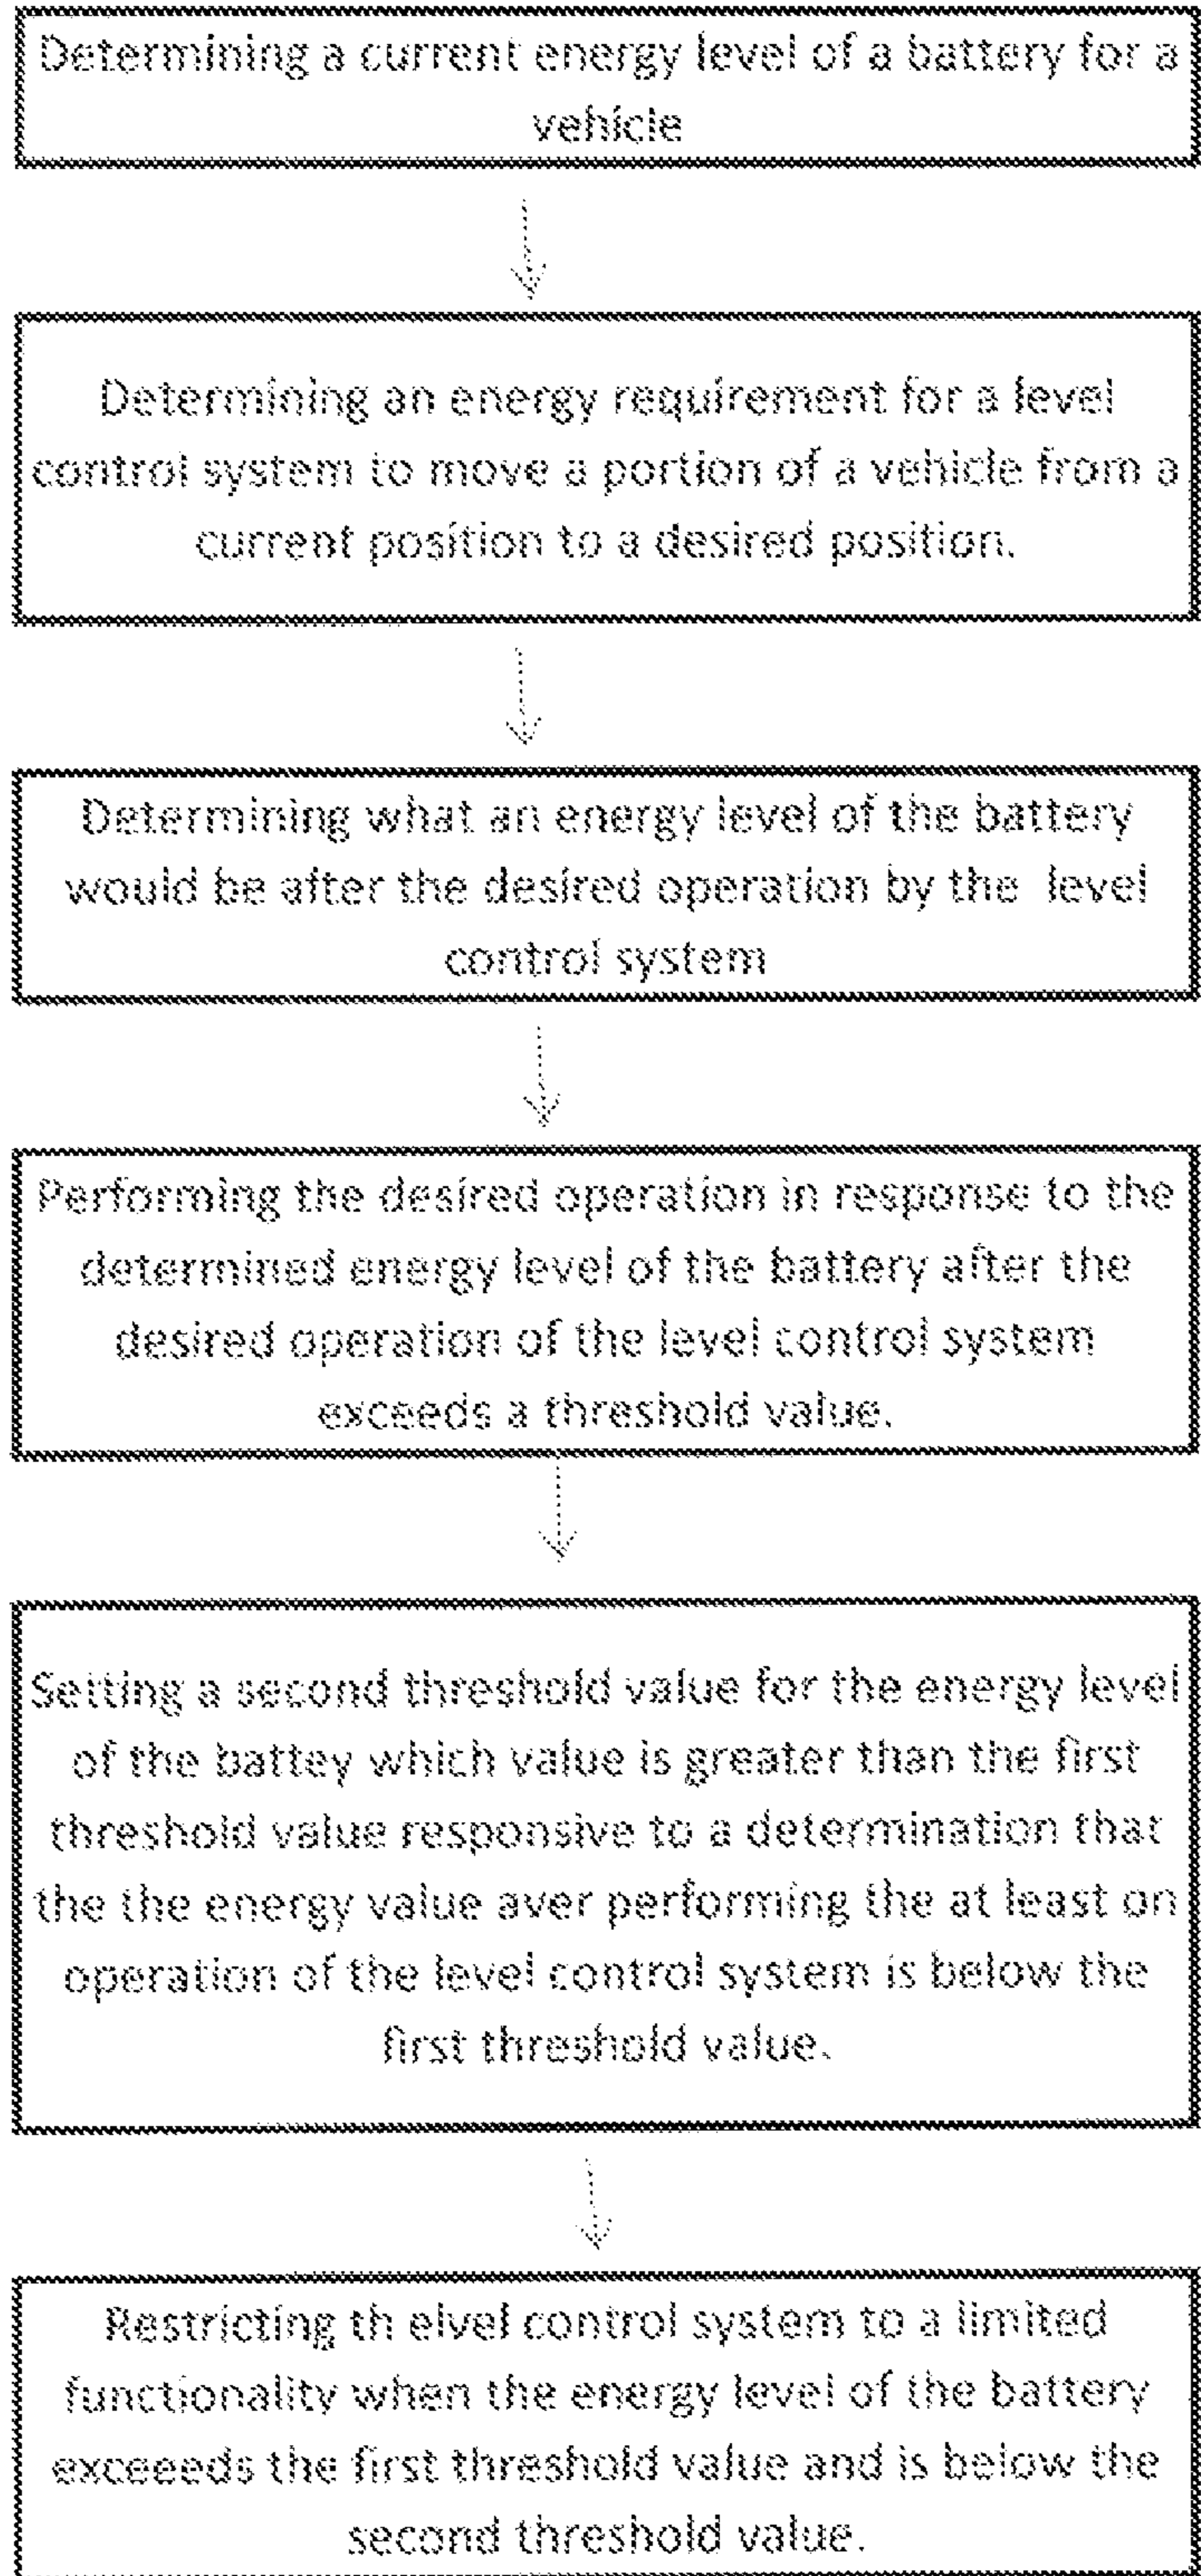 Determining a current energy level of a battery for a
vehicle
Determining an energy requirement for a level
control system to move a portion of a vehicle from a
current position to a desired position.
Determining what an energy level of the battery
would be after the desired operation by the level
control system
Performing the desired operation in response to the
determined energy level of the battery after the
desired operation of the level control system
exceeds a threshold value.
Setting a second threshold value for the energy level
of the battey which value is greater than the first
threshold value responsive to a determination that
the the energy value aver performing the at least on
operation of the level control system is below the
first threshold value.
Restricting th elvel control system to a limited
functionality when the energy level of the battery
exceeeds the first threshold value and is below the
second threshold value.